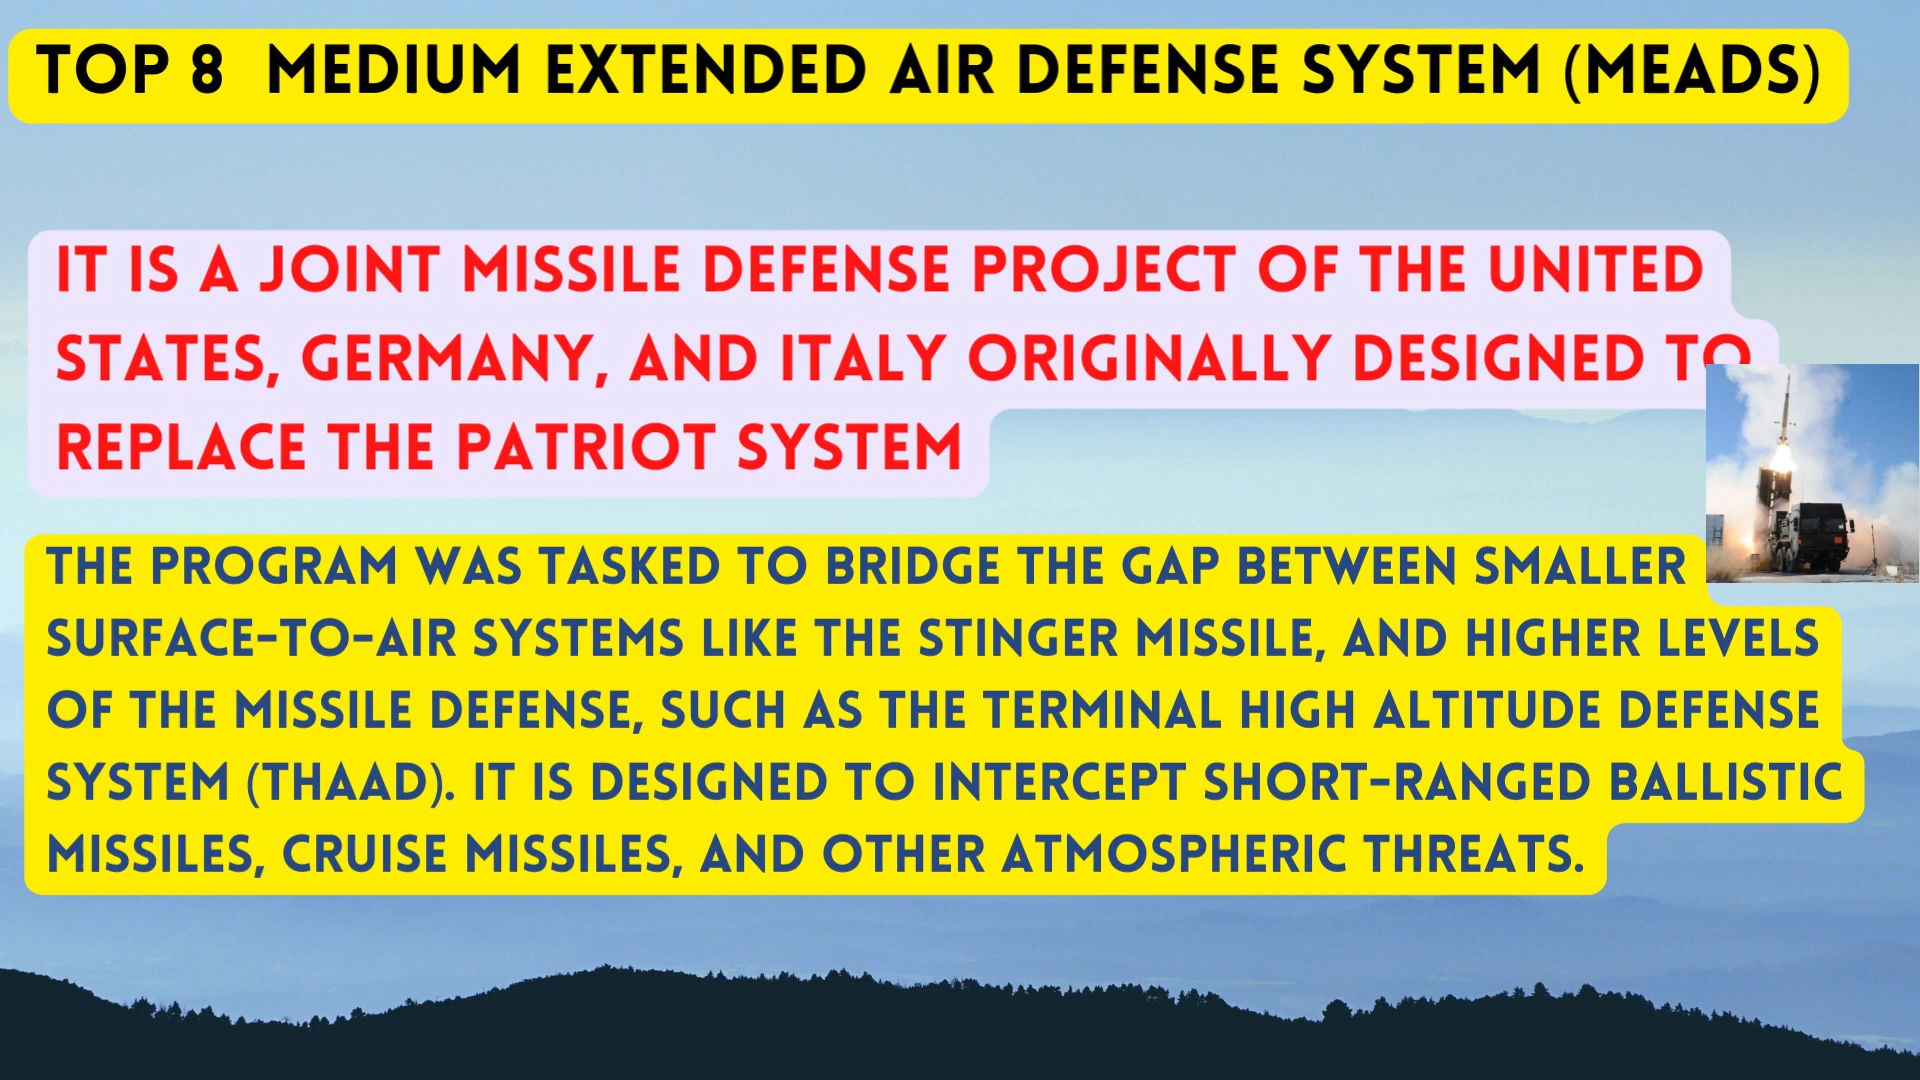 TOP 8 MEDIUM EXTENDED AIR DEFENSE SYSTEM (MEADS)
IT IS A JOINT MISSILE DEFENSE PROJECT OF THE UNITED
STATES, GERMANY, AND ITALY ORIGINALLY DESIGNED TO
REPLACE THE PATRIOT SYSTEM
THE PROGRAM WAS TASKED TO BRIDGE THE GAP BETWEEN SMALLER
SURFACE-TO-AIR SYSTEMS LIKE THE STINGER MISSILE, AND HIGHER LEVELS
OF THE MISSILE DEFENSE, SUCH AS THE TERMINAL HIGH ALTITUDE DEFENSE
SYSTEM (THAAD). IT IS DESIGNED TO INTERCEPT SHORT-RANGED BALLISTIC
MISSILES, CRUISE MISSILES, AND OTHER ATMOSPHERIC THREATS.